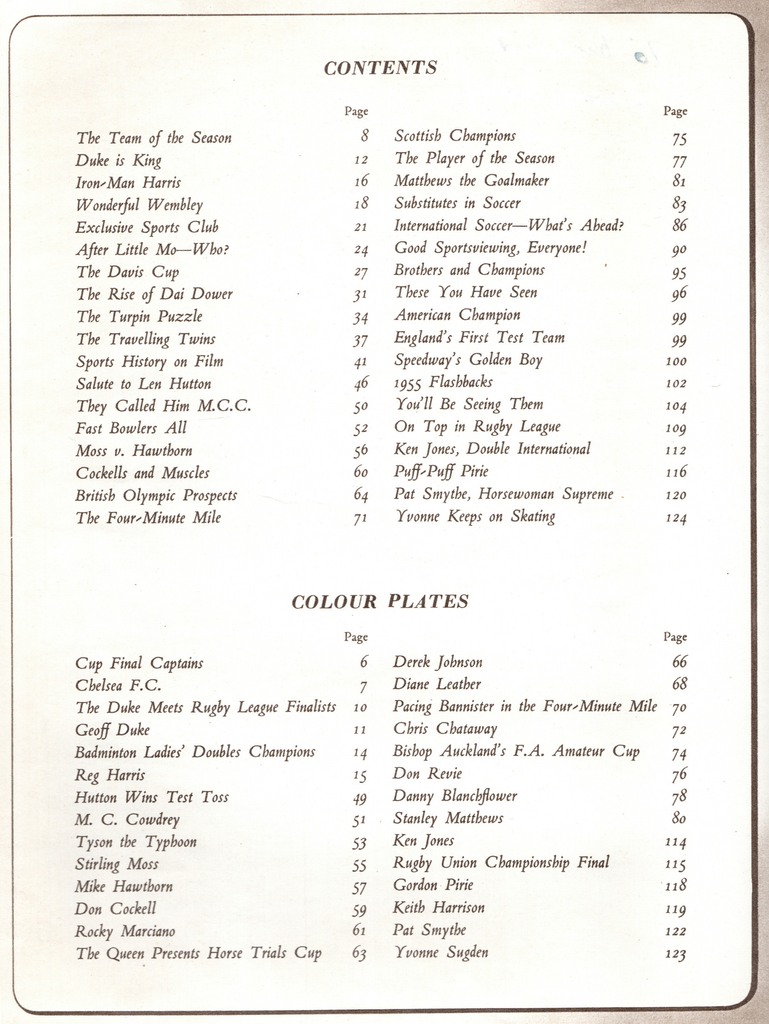 CONTENTS
Page
The Team of the Season 8
Duke is King 12
Iron-Man Harris 16
Wonderful Wembley 18
Exclusive Sports Club 21
After Little Mo—Who? 24
The Davis Cup 27
The Rise of Dai Dower 31
The Turpin Puzzle 34
The Travelling Twins 37
Sports History on Film 41
Salute to Len Hutton 46
They Called Him M.C.C. 50
Fast Bowlers All 52
Moss v. Hawthorn 56
Cockells and Muscles 60
British Olympic Prospects 64
The Four-Minute Mile 71
Page
Scottish Champions 75
The Player of the Season 77
Matthews the Goalmaker 81
Substitutes in Soccer 83
International Soccer—What's Ahead? 86
Good Sportsviewing, Everyone! 90
Brothers and Champions 95
These You Have Seen 96
American Champion 99
England's First Test Team 99
Speedway's Golden Boy 100
1955 Flashbacks 102
You'll Be Seeing Them 104
On Top in Rugby League 109
Ken Jones, Double International 112
Puff-Puff Pirie 116
Pat Smythe, Horsewoman Supreme 120
Yvonne Keeps on Skating 124
COLOUR PLATES
Page
Cup Final Captains 6
Chelsea F.C. 7
The Duke Meets Rugby League Finalists 10
Geoff Duke 11
Badminton Ladies' Doubles Champions 14
Reg Harris 15
Hutton Wins Test Toss 49
M. C. Cowdrey 51
Tyson the Typhoon 53
Stirling Moss 55
Mike Hawthorn 57
Don Cockell 59
Rocky Marciano 61
The Queen Presents Horse Trials Cup 63
Page
Derek Johnson 66
Diane Leather 68
Pacing Bannister in the Four-Minute Mile 70
Chris Chataway 72
Bishop Auckland's F.A. Amateur Cup 74
Don Revie 76
Danny Blanchflower 78
Stanley Matthews 80
Ken Jones 114
Rugby Union Championship Final 115
Gordon Pirie 118
Keith Harrison 119
Pat Smythe 122
Yvonne Sugden 123